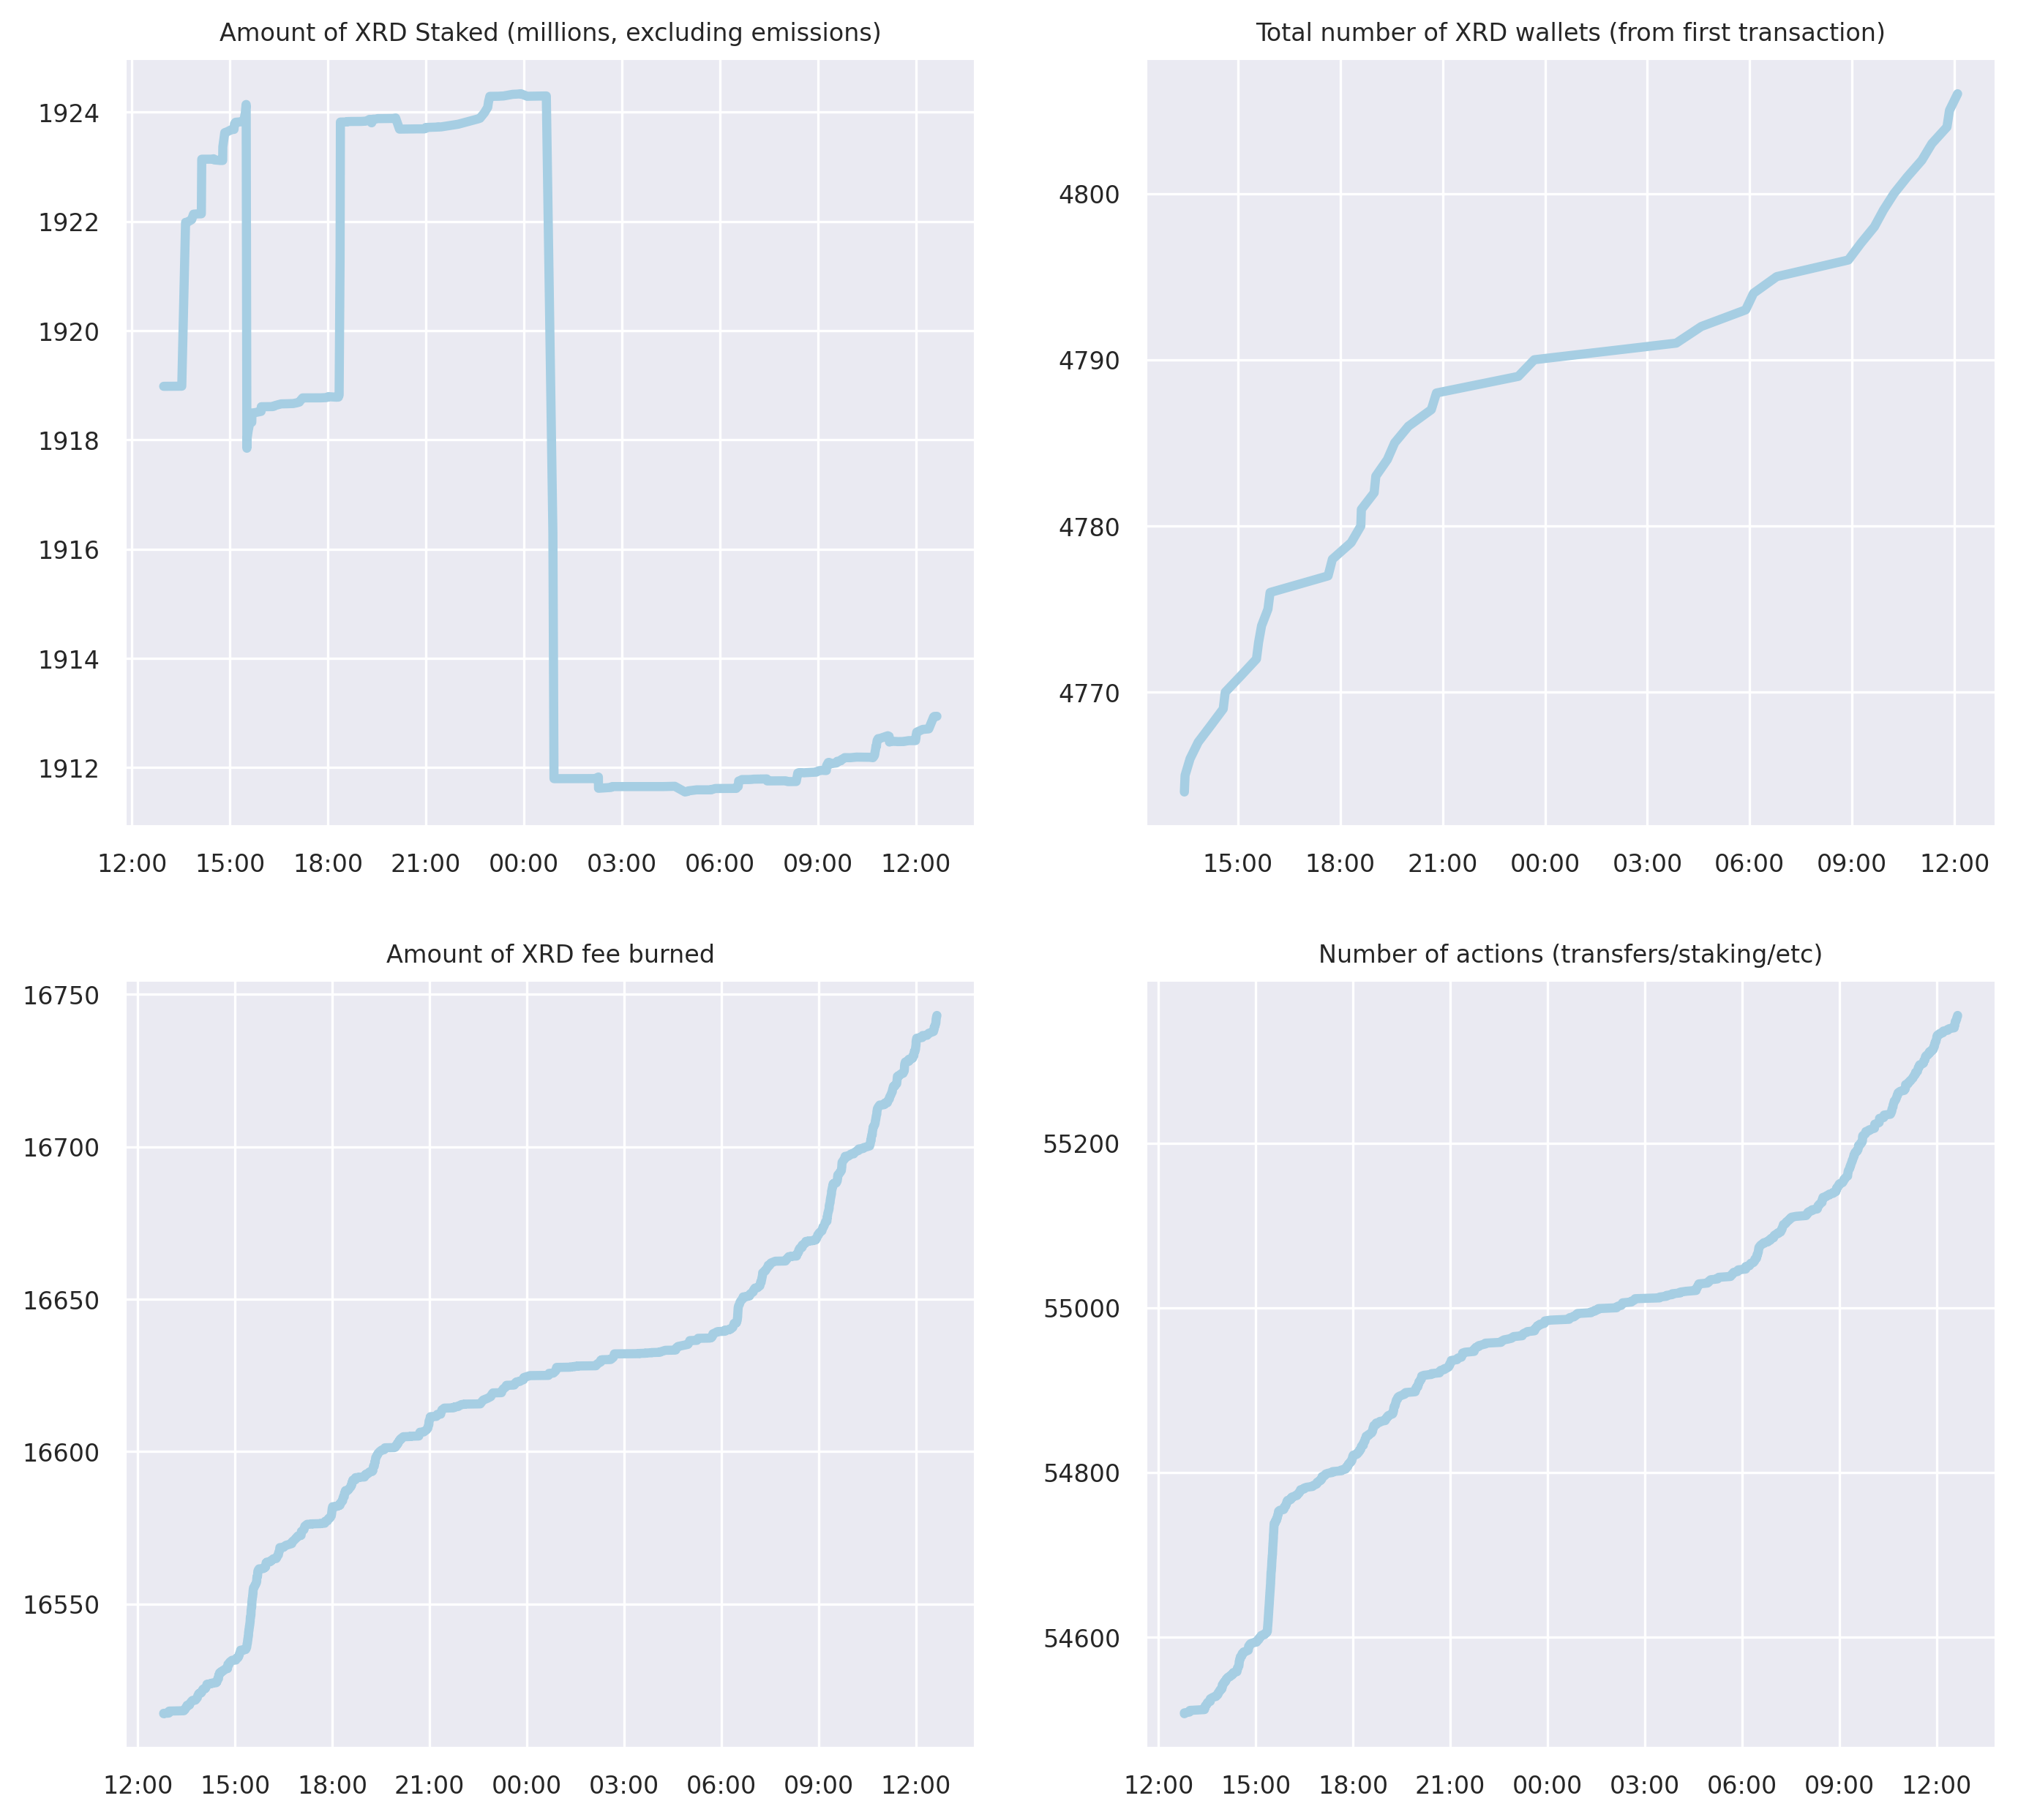 Amount of XRD Staked (millions, excluding emissions)
1924
1922
1920
1918
1916
1914
1912
12:00 15:00 18:00 21:00 00:00 03:00 06:00 09:00 12:00
Total number of XRD wallets (from first transaction)
4800
4790
4780
4770
15:00 18:00 21:00 00:00 03:00 06:00 09:00 12:00
Amount of XRD fee burned
16750
16700
16650
16600
16550
12:00 15:00 18:00 21:00 00:00 03:00 06:00 09:00 12:00
Number of actions (transfers/staking/etc)
55200
55000
54800
54600
12:00 15:00 18:00 21:00 00:00 03:00 06:00 09:00 12:00